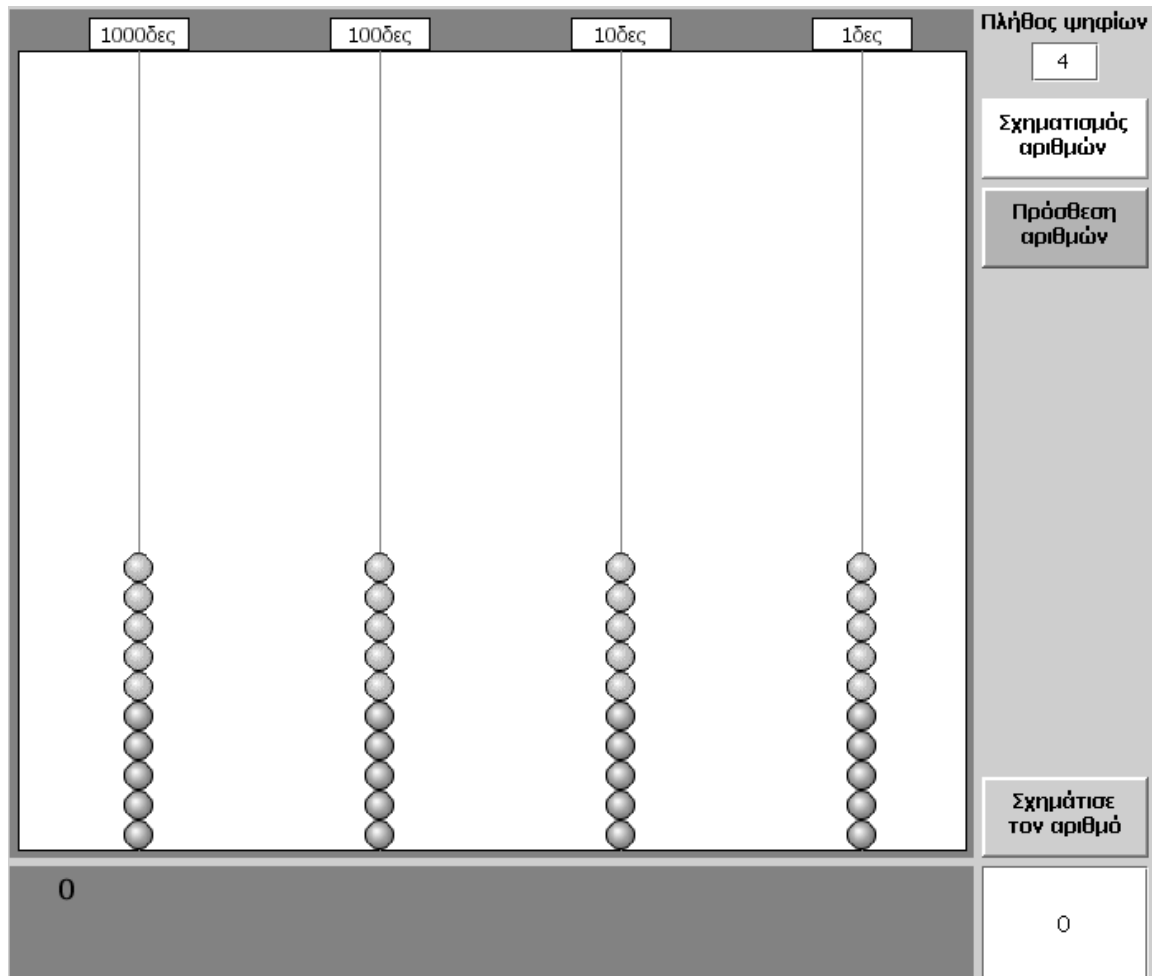 1000δες 100δες 10δες 1δες
Πλήθος ψηφίων
4
Σχηματισμός
αριθμών
Πρόσθεση
αριθμών
Σχημάτισε
τον αριθμό
0
0